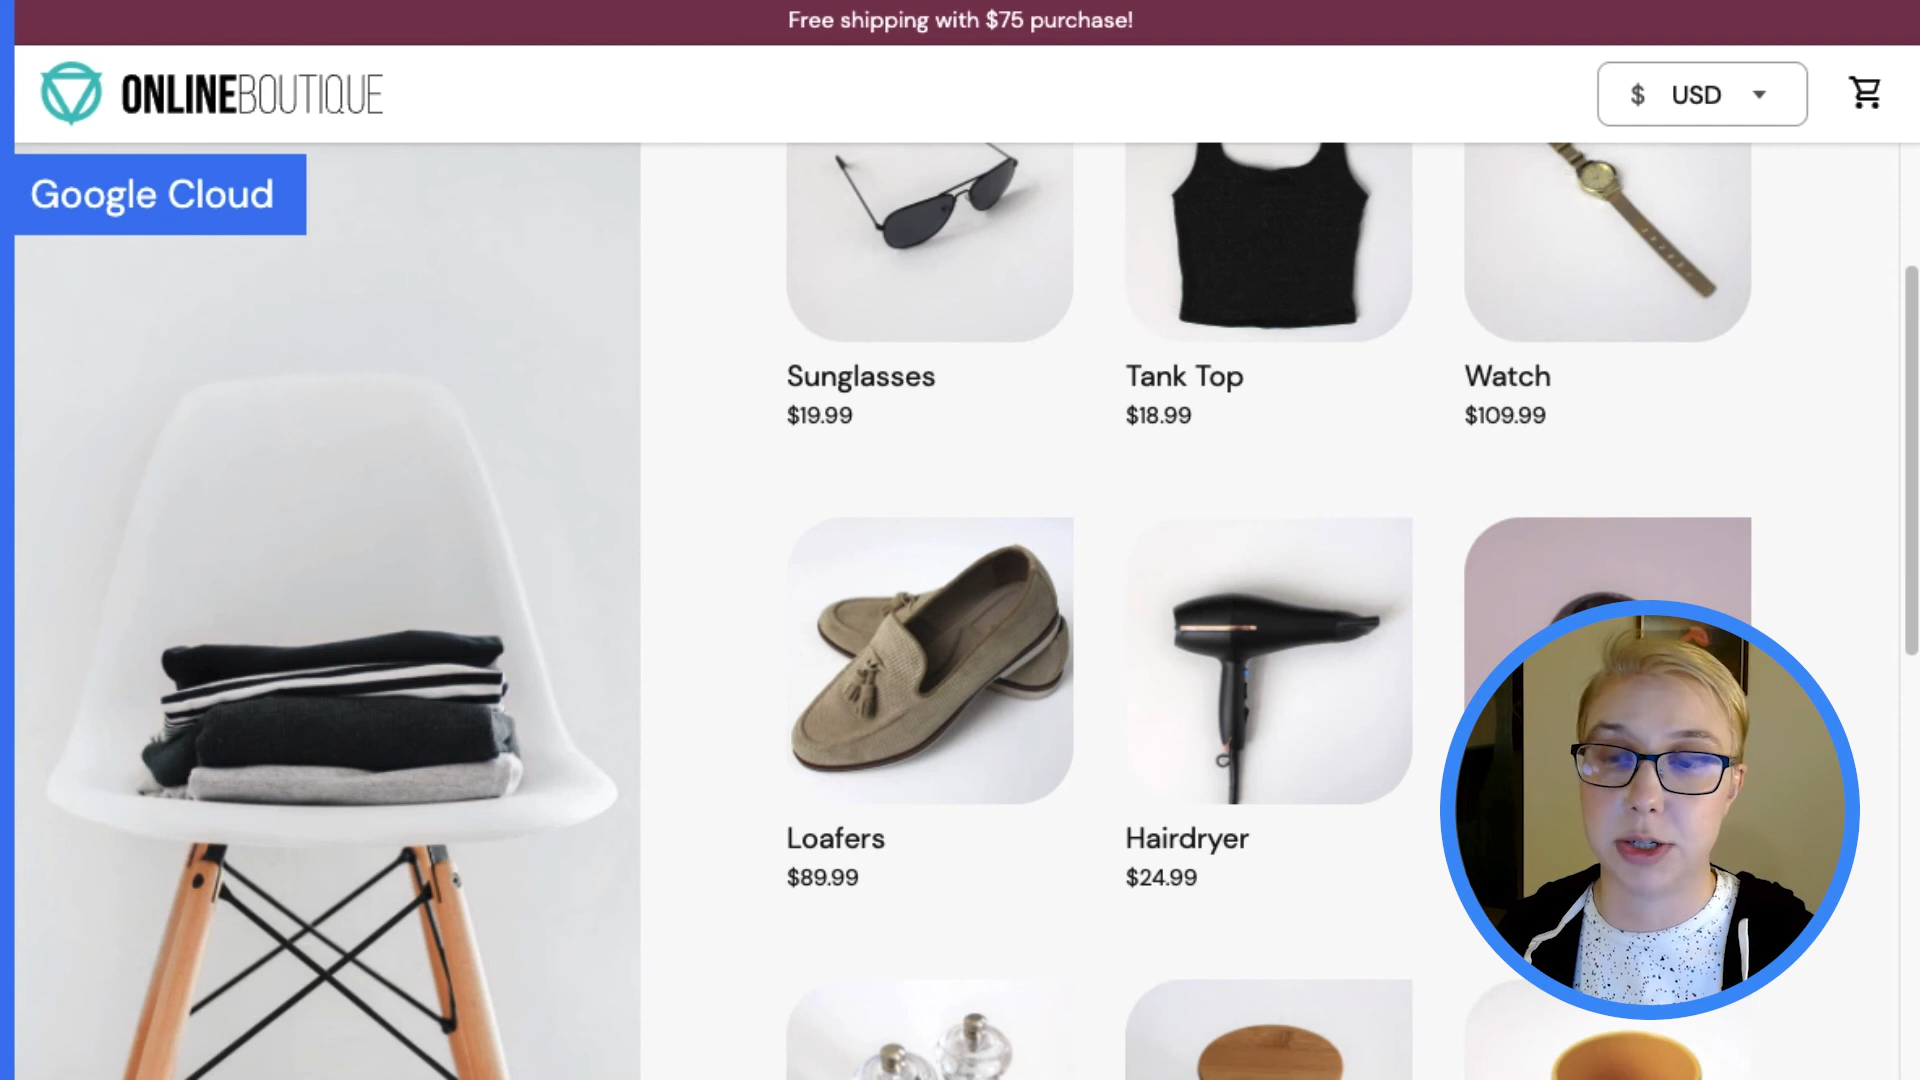 Free shipping with $75 purchase!
ONLINEBOUTIQUE
$ USD
Google Cloud
Sunglasses
$19.99
Tank Top
$18.99
Watch
$109.99
Loafers
$89.99
Hairdryer
$24.99